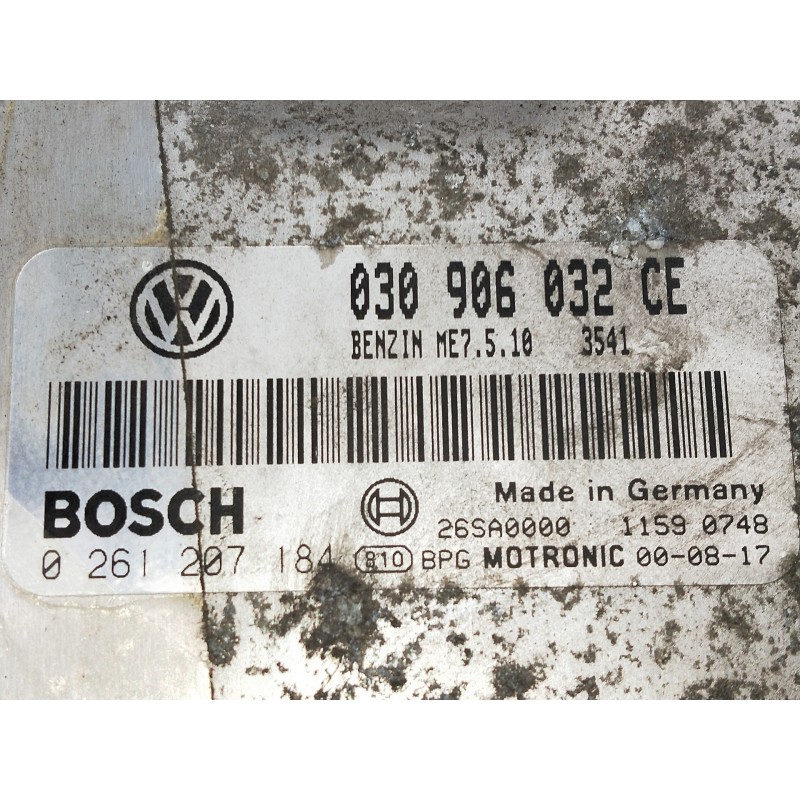 030 906 032 CE
BENZIN ME7.5.10 3541
BOSCH
Made in Germany
26SA0000 1159 0748
0 261 207 184 810 BPG MOTRONIC 00-08-17